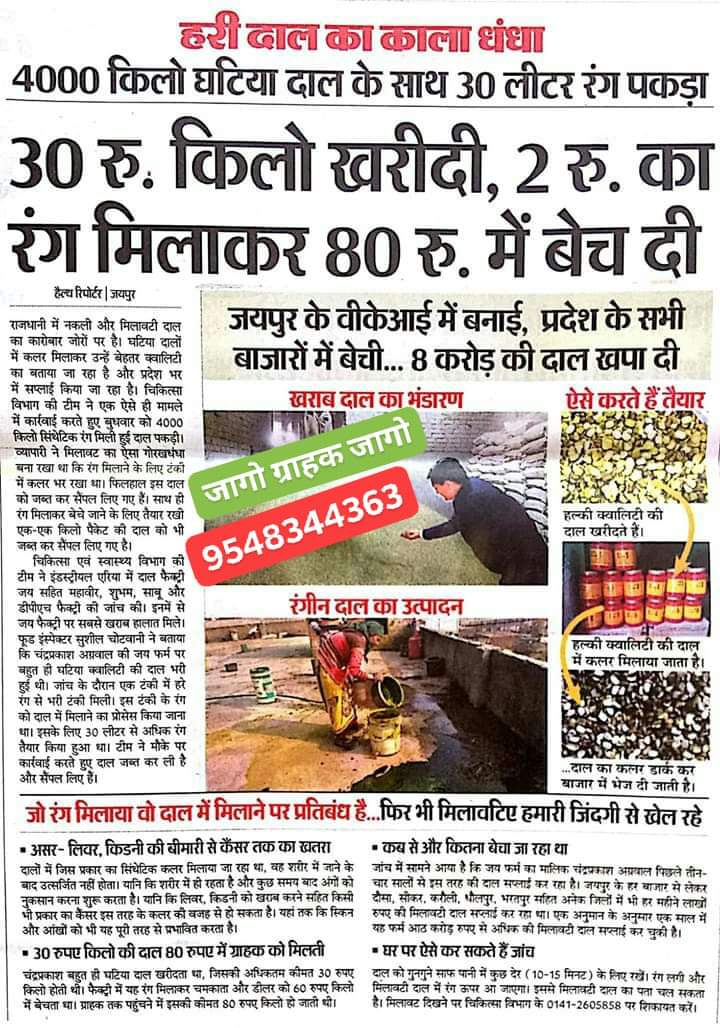 हरी दाल का काला धंधा
4000 किलो घटिया दाल के साथ 30 लीटर रंग पकड़ा
30 रु. किलो खरीदी, 2 रु. का
रंग मिलाकर 80 रु. में बेच दी
हैल्थ रिपोर्टर | जयपुर
राजधानी में नकली और मिलावटी दाल
का कारोबार जोरों पर है। घटिया दालों
में कलर मिलाकर उन्हें बेहतर क्वालिटी
का बताया जा रहा है और प्रदेश भर
में सप्लाई किया जा रहा है। चिकित्सा
विभाग की टीम ने एक ऐसे ही मामले
में कार्रवाई करते हुए बुधवार को 4000
किलो सिंथेटिक रंग मिली हुई दाल पकड़ी।
व्यापारी ने मिलावट का ऐसा गोरखधंधा
बना रखा था कि रंग मिलाने के लिए टंकी
में कलर भर रखा था। फिलहाल इस दाल
को जब्त कर सैंपल लिए गए हैं। साथ ही
रंग मिलाकर बेचे जाने के लिए तैयार रखी
एक-एक किलो पैकेट की दाल को भी
जब्त कर सैंपल लिए गए है।
चिकित्सा एवं स्वास्थ्य विभाग की
टीम ने इंडस्ट्रीयल एरिया में दाल फैक्ट्री
जय सहित महावीर, शुभम, साबू और
डीपीएच फैक्ट्री की जांच की। इनमें से
जय फैक्ट्री पर सबसे खराब हालात मिले।
फूड इंस्पेक्टर सुशील चोटवानी ने बताया
कि चंद्रप्रकाश अग्रवाल की जय फर्म पर
बहुत ही घटिया क्वालिटी की दाल भरी
हुई थी। जांच के दौरान एक टंकी में हरे
रंग से भरी टंकी मिली। इस टंकी के रंग
को दाल में मिलाने का प्रोसेस किया जाना
था। इसके लिए 30 लीटर से अधिक रंग
तैयार किया हुआ था। टीम ने मौके पर
कार्रवाई करते हुए दाल जब्त कर ली है
और सैंपल लिए हैं।
जयपुर के वीकेआई में बनाई, प्रदेश के सभी
बाजारों में बेची... 8 करोड़ की दाल खपा दी
खराब दाल का भंडारण
जागो ग्राहक जागो
9548344363
रंगीन दाल का उत्पादन
ऐसे करते हैं तैयार
हल्की क्वालिटी की
दाल खरीदते हैं।
हल्की क्वालिटी की दाल
में कलर मिलाया जाता है।
...दाल का कलर डार्क कर
बाजार में भेज दी जाती है।
जो रंग मिलाया वो दाल में मिलाने पर प्रतिबंध है...फिर भी मिलावटिए हमारी जिंदगी से खेल रहे
▪ असर- लिवर, किडनी की बीमारी से कैंसर तक का खतरा
दालों में जिस प्रकार का सिंथेटिक कलर मिलाया जा रहा था, वह शरीर में जाने के
बाद उत्सर्जित नहीं होता। यानि कि शरीर में ही रहता है और कुछ समय बाद अंगों को
नुकसान करना शुरू करता है। यानि कि लिवर, किडनी को खराब करने सहित किसी
भी प्रकार का कैंसर इस तरह के कलर की वजह से हो सकता है। यहां तक कि स्किन
और आंखों को भी यह पूरी तरह से प्रभावित करता है।
▪ 30 रुपए किलो की दाल 80 रुपए में ग्राहक को मिलती
चंद्रप्रकाश बहुत ही घटिया दाल खरीदता था, जिसकी अधिकतम कीमत 30 रुपए
किलो होती थी। फैक्ट्री में यह रंग मिलाकर चमकाता और डीलर को 60 रुपए किलो
में बेचता था। ग्राहक तक पहुंचने में इसकी कीमत 80 रुपए किलो हो जाती थी।
▪ कब से और कितना बेचा जा रहा था
जांच में सामने आया है कि जय फर्म का मालिक चंद्रप्रकाश अग्रवाल पिछले तीन-
चार सालों से इस तरह की दाल सप्लाई कर रहा है। जयपुर के हर बाजार से लेकर
दौसा, सीकर, करौली, धौलपुर, भरतपुर सहित अनेक जिलों में भी हर महीने लाखों
रुपए की मिलावटी दाल सप्लाई कर रहा था। एक अनुमान के अनुसार एक साल में
यह फर्म आठ करोड़ रुपए से अधिक की मिलावटी दाल सप्लाई कर चुकी है।
▪ घर पर ऐसे कर सकते हैं जांच
दाल को गुनगुने साफ पानी में कुछ देर (10-15 मिनट) के लिए रखें। रंग लगी और
मिलावटी दाल में रंग ऊपर आ जाएगा। इससे मिलावटी दाल का पता चल सकता
है। मिलावट दिखने पर चिकित्सा विभाग के 0141-2605858 पर शिकायत करें।